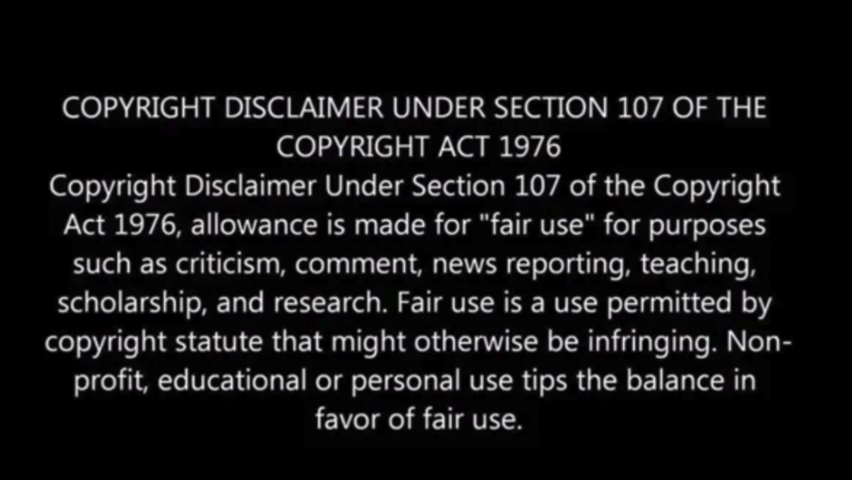 COPYRIGHT DISCLAIMER UNDER SECTION 107 OF THE
COPYRIGHT ACT 1976
Copyright Disclaimer Under Section 107 of the Copyright
Act 1976, allowance is made for "fair use" for purposes
such as criticism, comment, news reporting, teaching,
scholarship, and research. Fair use is a use permitted by
copyright statute that might otherwise be infringing. Non-
profit, educational or personal use tips the balance in
favor of fair use.